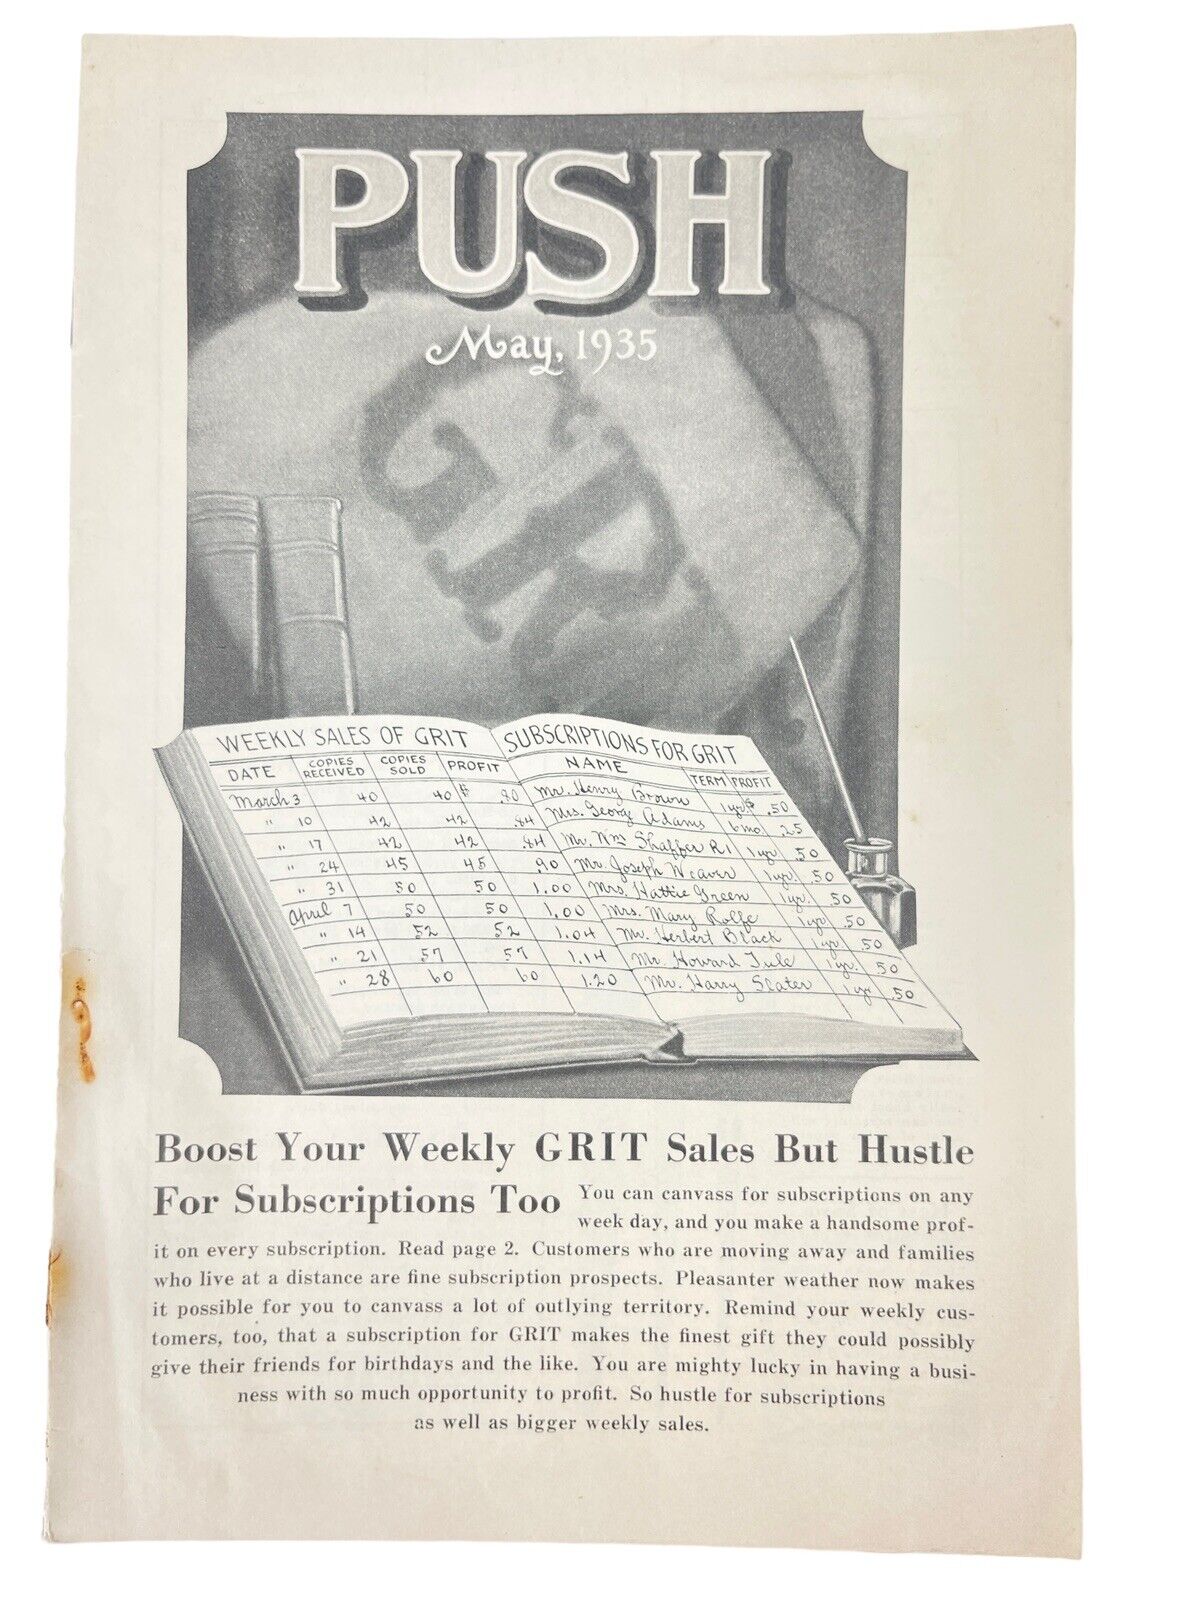 PUSH
May, 1935
GRIT
WEEKLY SALES OF GRIT
DATE COPIES RECEIVED COPIES SOLD PROFIT
March 3 40 40 $ .80
" 10 42 42 .84
" 17 42 42 .84
" 24 45 45 .90
" 31 50 50 1.00
April 7 50 50 1.00
" 14 52 52 1.04
" 21 57 57 1.14
" 28 60 60 1.20
SUBSCRIPTIONS FOR GRIT
NAME TERM PROFIT
Mr. Henry Brown 1 yr $ .50
Mrs. George Adams 6 mo .25
Mr. Wm Shaffer R1 1 yr .50
Mr. Joseph Weaver 1 yr. .50
Mrs. Hattie Green 1 yr. .50
Mrs. Mary Rolfe 1 yr .50
Mr. Herbert Black 1 yr .50
Mr. Howard Tule 1 yr. .50
Mr. Harry Slater 1 yr .50
Boost Your Weekly GRIT Sales But Hustle
For Subscriptions Too You can canvass for subscriptions on any
week day, and you make a handsome prof-
it on every subscription. Read page 2. Customers who are moving away and families
who live at a distance are fine subscription prospects. Pleasanter weather now makes
it possible for you to canvass a lot of outlying territory. Remind your weekly cus-
tomers, too, that a subscription for GRIT makes the finest gift they could possibly
give their friends for birthdays and the like. You are mighty lucky in having a busi-
ness with so much opportunity to profit. So hustle for subscriptions
as well as bigger weekly sales.